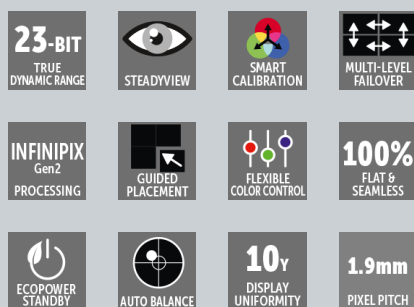 23-BIT
TRUE
DYNAMIC RANGE
STEADYVIEW
SMART
CALIBRATION
MULTI-LEVEL
FAILOVER
INFINIPIX
Gen2
PROCESSING
GUIDED
PLACEMENT
FLEXIBLE
COLOR CONTROL
100%
FLAT &
SEAMLESS
ECOPOWER
STANDBY
AUTO BALANCE
10Y
DISPLAY
UNIFORMITY
1.9mm
PIXEL PITCH